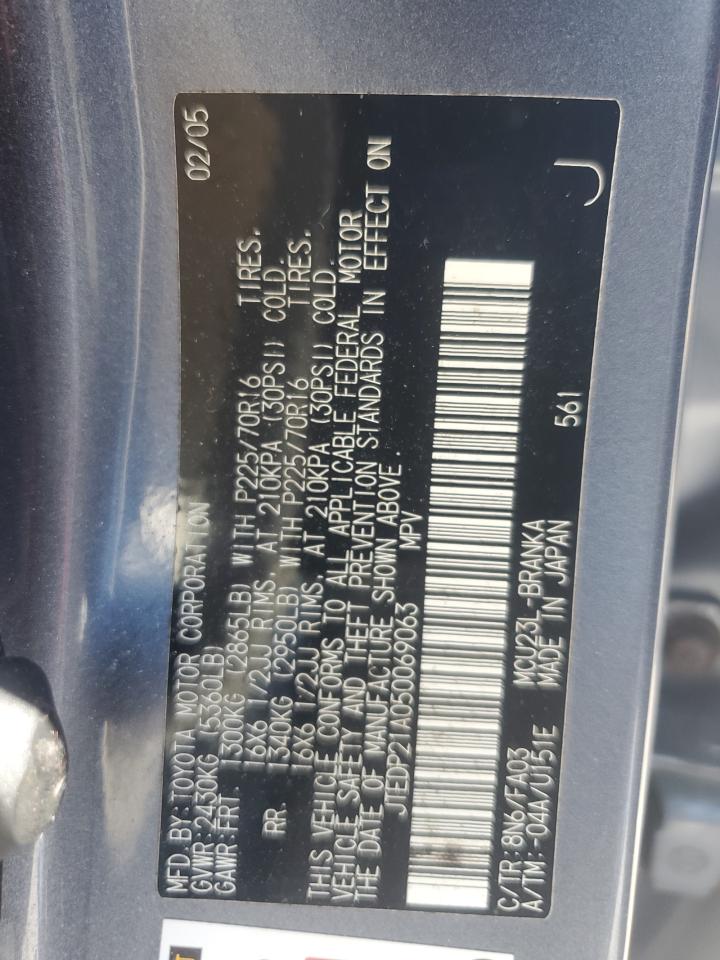 MFD.BY:TOYOTA MOTOR CORPORATION 02/05
GVWR:2430KG (5360LB)
GAWR:FRT. 1300KG (2865LB) WITH P225/70R16 TIRES.
16X6 1/2JJ RIMS, AT 210KPA (30PSI) COLD.
RR. 1340KG (2950LB) WITH P225/70R16 TIRES.
16X6 1/2JJ RIMS, AT 210KPA (30PSI) COLD.
THIS VEHICLE CONFORMS TO ALL APPLICABLE FEDERAL MOTOR
VEHICLE SAFETY AND THEFT PREVENTION STANDARDS IN EFFECT ON
THE DATE OF MANUFACTURE SHOWN ABOVE.
JTEDP21A050069063 MPV
C/TR:8N6/FA03 MCU23L-BRANKA 561
A/TM:-04A/U151E MADE IN JAPAN
J